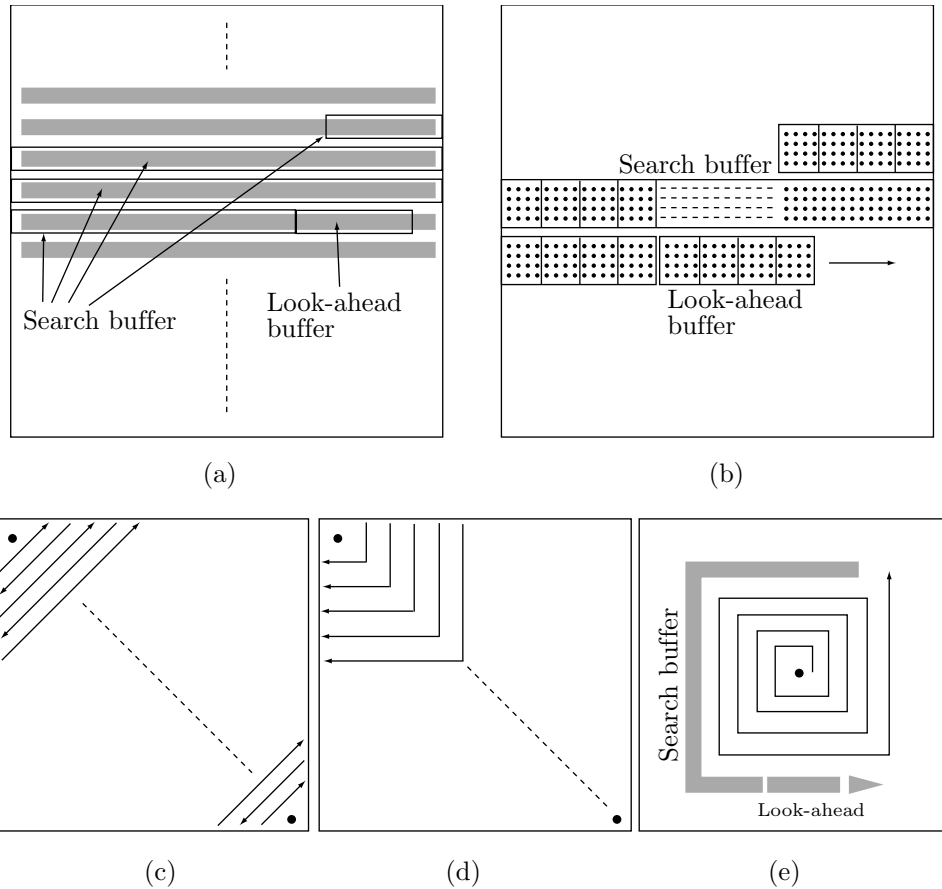 Search buffer
Look-ahead
buffer
(a)
Search buffer
Look-ahead
buffer
(b)
(c)
(d)
Search buffer
Look-ahead
(e)